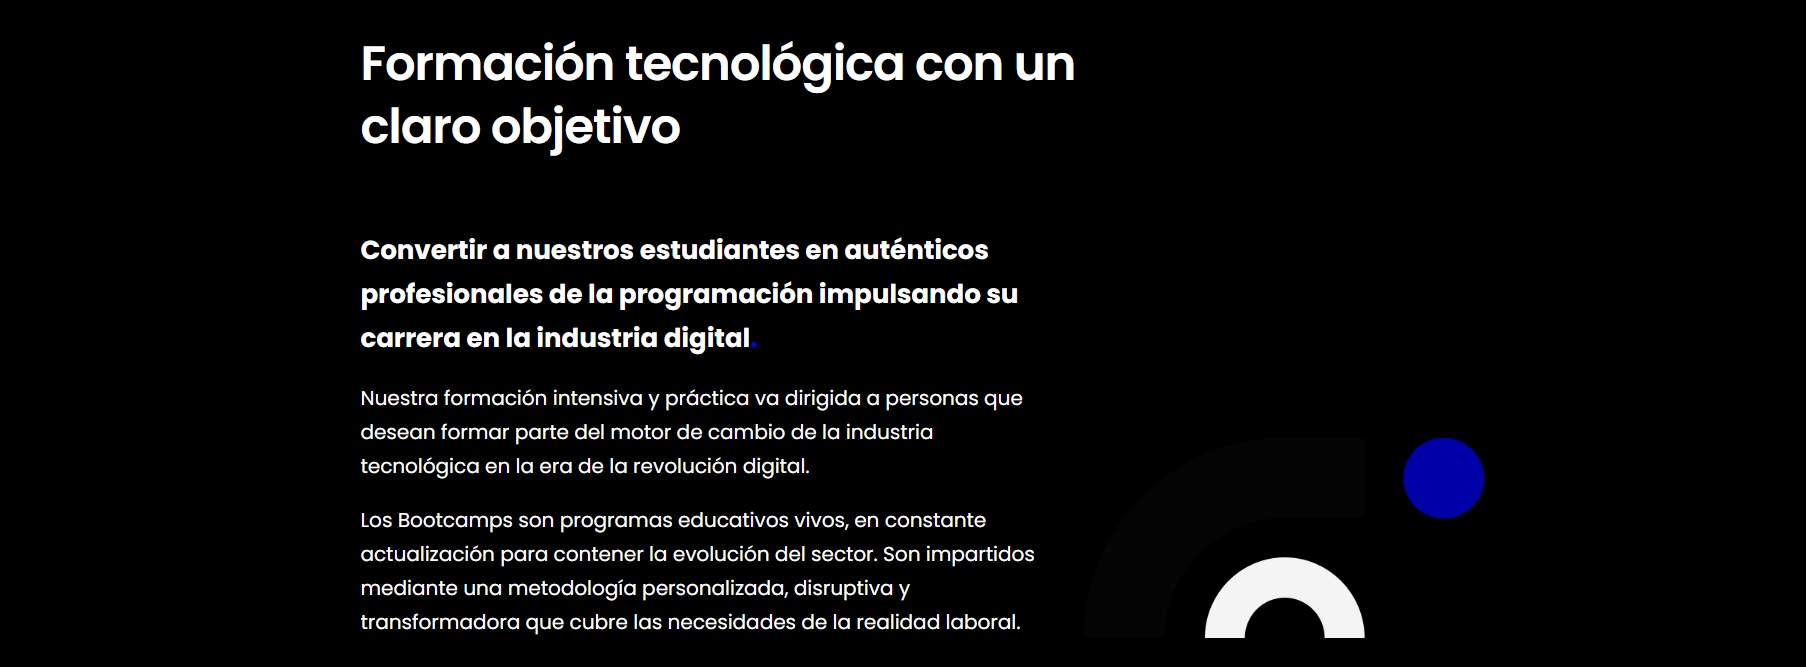 Formación tecnológica con un
claro objetivo
Convertir a nuestros estudiantes en auténticos
profesionales de la programación impulsando su
carrera en la industria digital.
Nuestra formación intensiva y práctica va dirigida a personas que
desean formar parte del motor de cambio de la industria
tecnológica en la era de la revolución digital.
Los Bootcamps son programas educativos vivos, en constante
actualización para contener la evolución del sector. Son impartidos
mediante una metodología personalizada, disruptiva y
transformadora que cubre las necesidades de la realidad laboral.